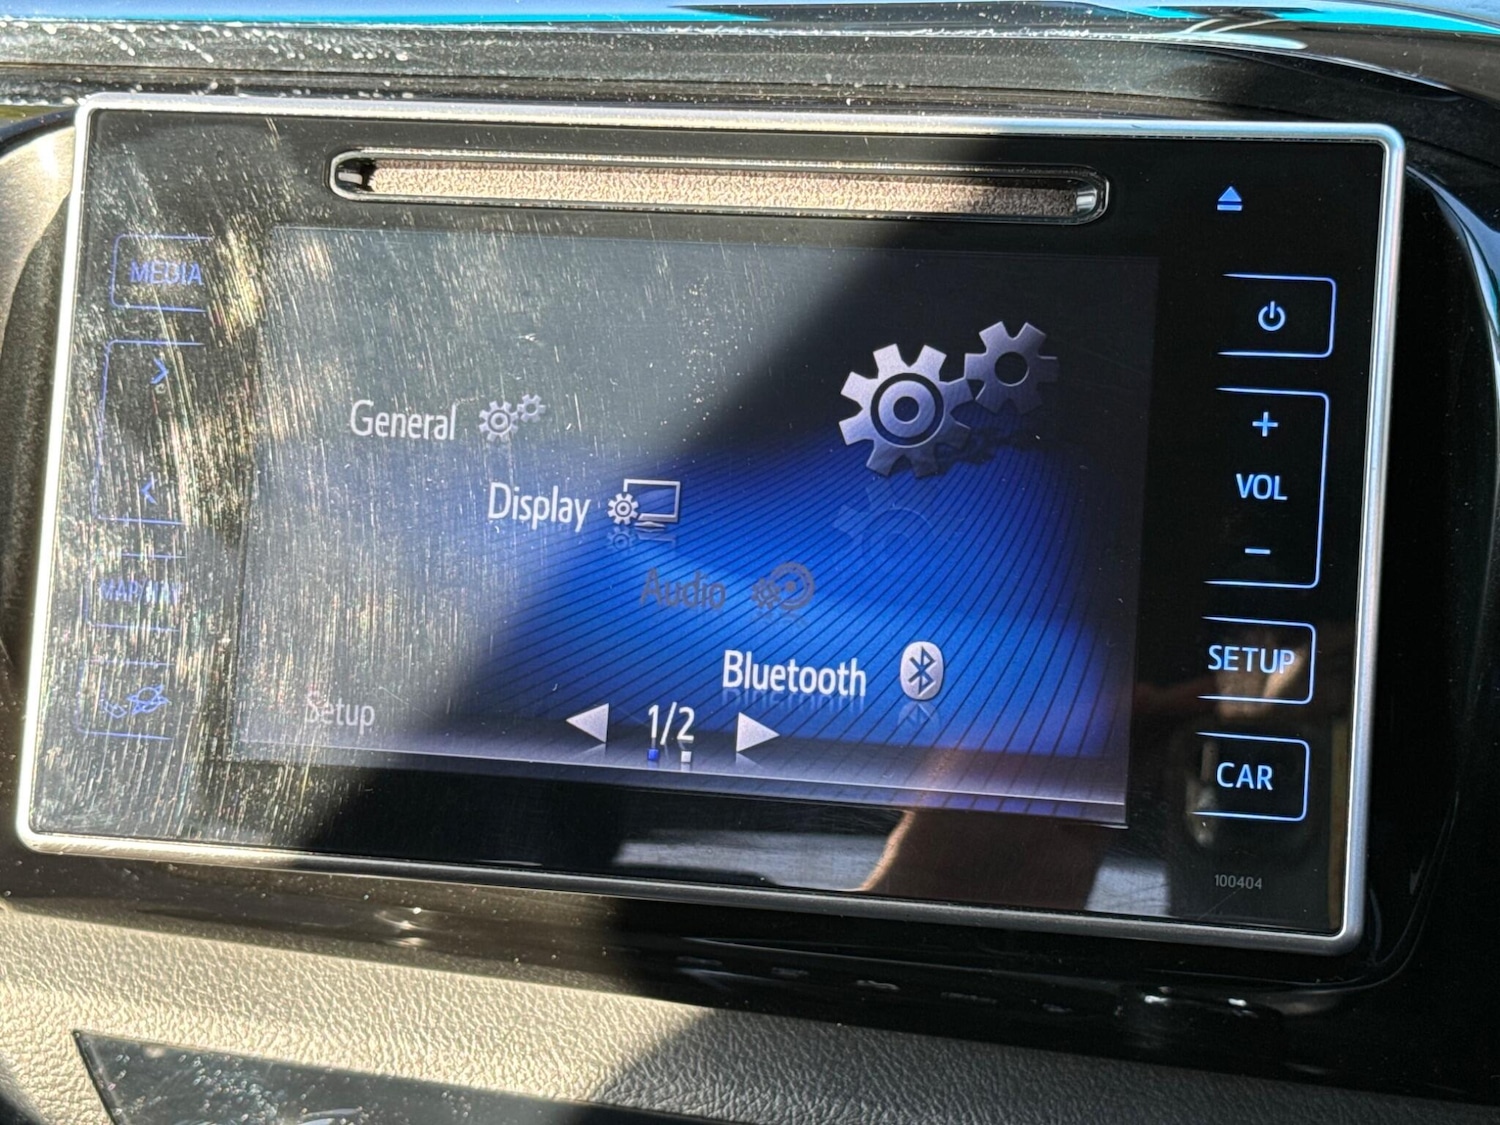 MEDIA
General
Display
Audio
Bluetooth
Setup
1/2
+
VOL
−
SETUP
CAR
100404